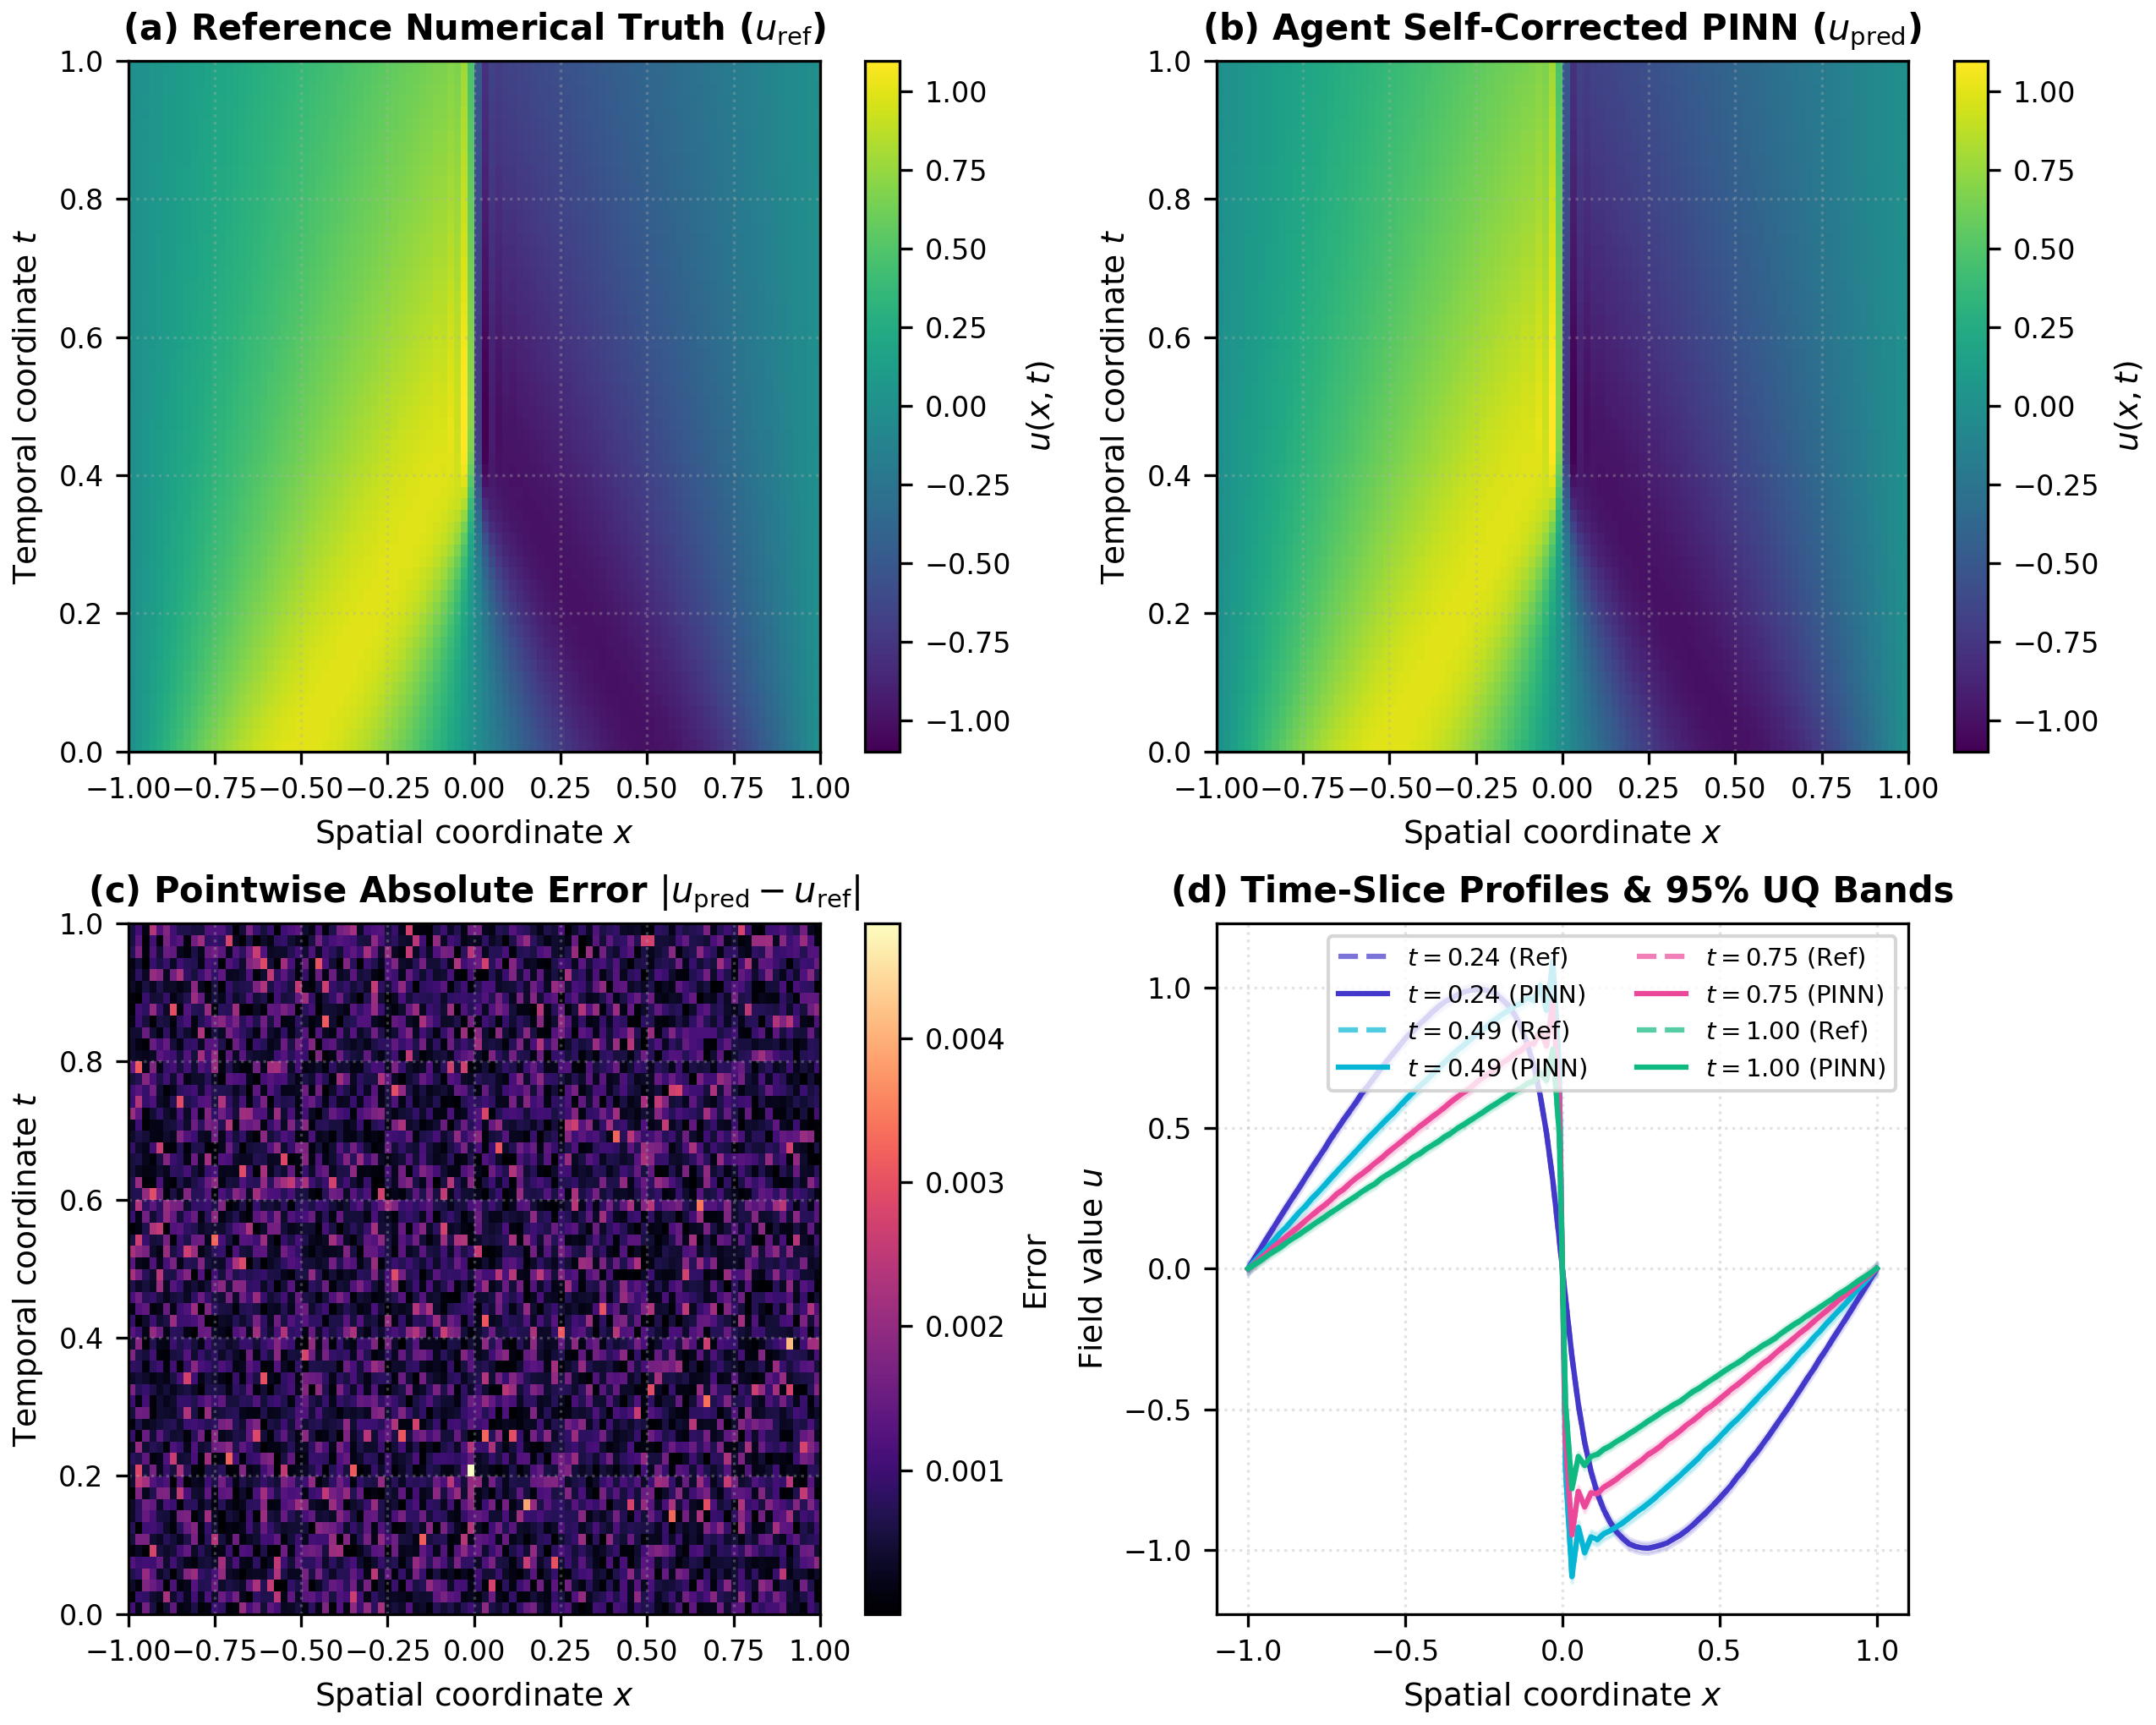 (a) Reference Numerical Truth (u_ref)
1.0
0.8
0.6
0.4
0.2
0.0
Temporal coordinate t
−1.00 −0.75 −0.50 −0.25 0.00 0.25 0.50 0.75 1.00
Spatial coordinate x
1.00
0.75
0.50
0.25
0.00
−0.25
−0.50
−0.75
−1.00
u(x, t)
(b) Agent Self-Corrected PINN (u_pred)
1.0
0.8
0.6
0.4
0.2
0.0
Temporal coordinate t
−1.00 −0.75 −0.50 −0.25 0.00 0.25 0.50 0.75 1.00
Spatial coordinate x
1.00
0.75
0.50
0.25
0.00
−0.25
−0.50
−0.75
−1.00
u(x, t)
(c) Pointwise Absolute Error |u_pred − u_ref|
1.0
0.8
0.6
0.4
0.2
0.0
Temporal coordinate t
−1.00 −0.75 −0.50 −0.25 0.00 0.25 0.50 0.75 1.00
Spatial coordinate x
0.004
0.003
0.002
0.001
Error
(d) Time-Slice Profiles & 95% UQ Bands
t = 0.24 (Ref)
t = 0.24 (PINN)
t = 0.49 (Ref)
t = 0.49 (PINN)
t = 0.75 (Ref)
t = 0.75 (PINN)
t = 1.00 (Ref)
t = 1.00 (PINN)
1.0
0.5
0.0
−0.5
−1.0
Field value u
−1.0 −0.5 0.0 0.5 1.0
Spatial coordinate x